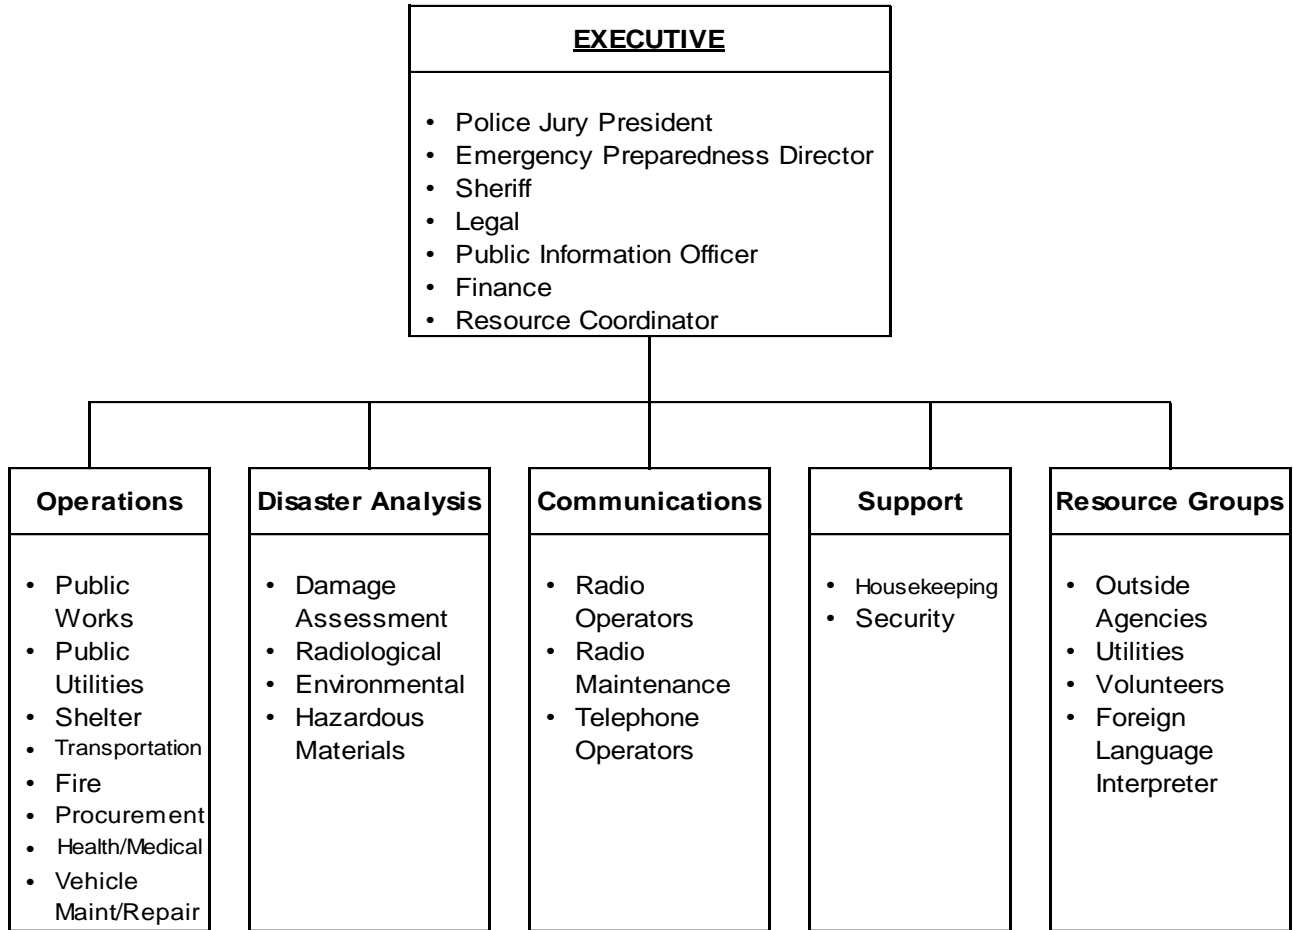 EXECUTIVE
• Police Jury President
• Emergency Preparedness Director
• Sheriff
• Legal
• Public Information Officer
• Finance
• Resource Coordinator
Operations
• Public
Works
• Public
Utilities
• Shelter
• Transportation
• Fire
• Procurement
• Health/Medical
• Vehicle
Maint/Repair
Disaster Analysis
• Damage
Assessment
• Radiological
• Environmental
• Hazardous
Materials
Communications
• Radio
Operators
• Radio
Maintenance
• Telephone
Operators
Support
• Housekeeping
• Security
Resource Groups
• Outside
Agencies
• Utilities
• Volunteers
• Foreign
Language
Interpreter